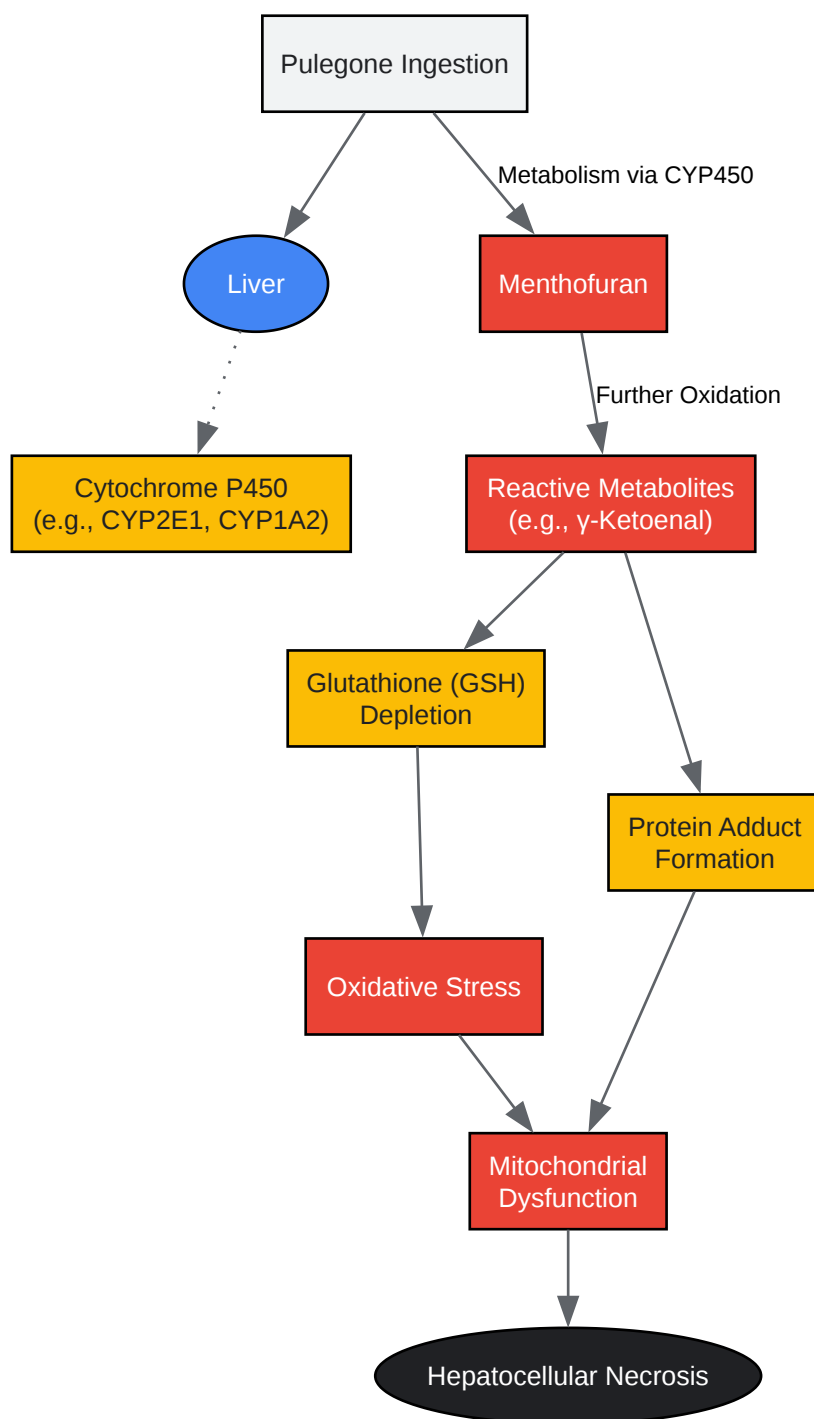 Pulegone Ingestion
Metabolism via CYP450
Liver
Menthofuran
Further Oxidation
Cytochrome P450
(e.g., CYP2E1, CYP1A2)
Reactive Metabolites
(e.g., γ-Ketoenal)
Glutathione (GSH)
Depletion
Protein Adduct
Formation
Oxidative Stress
Mitochondrial
Dysfunction
Hepatocellular Necrosis